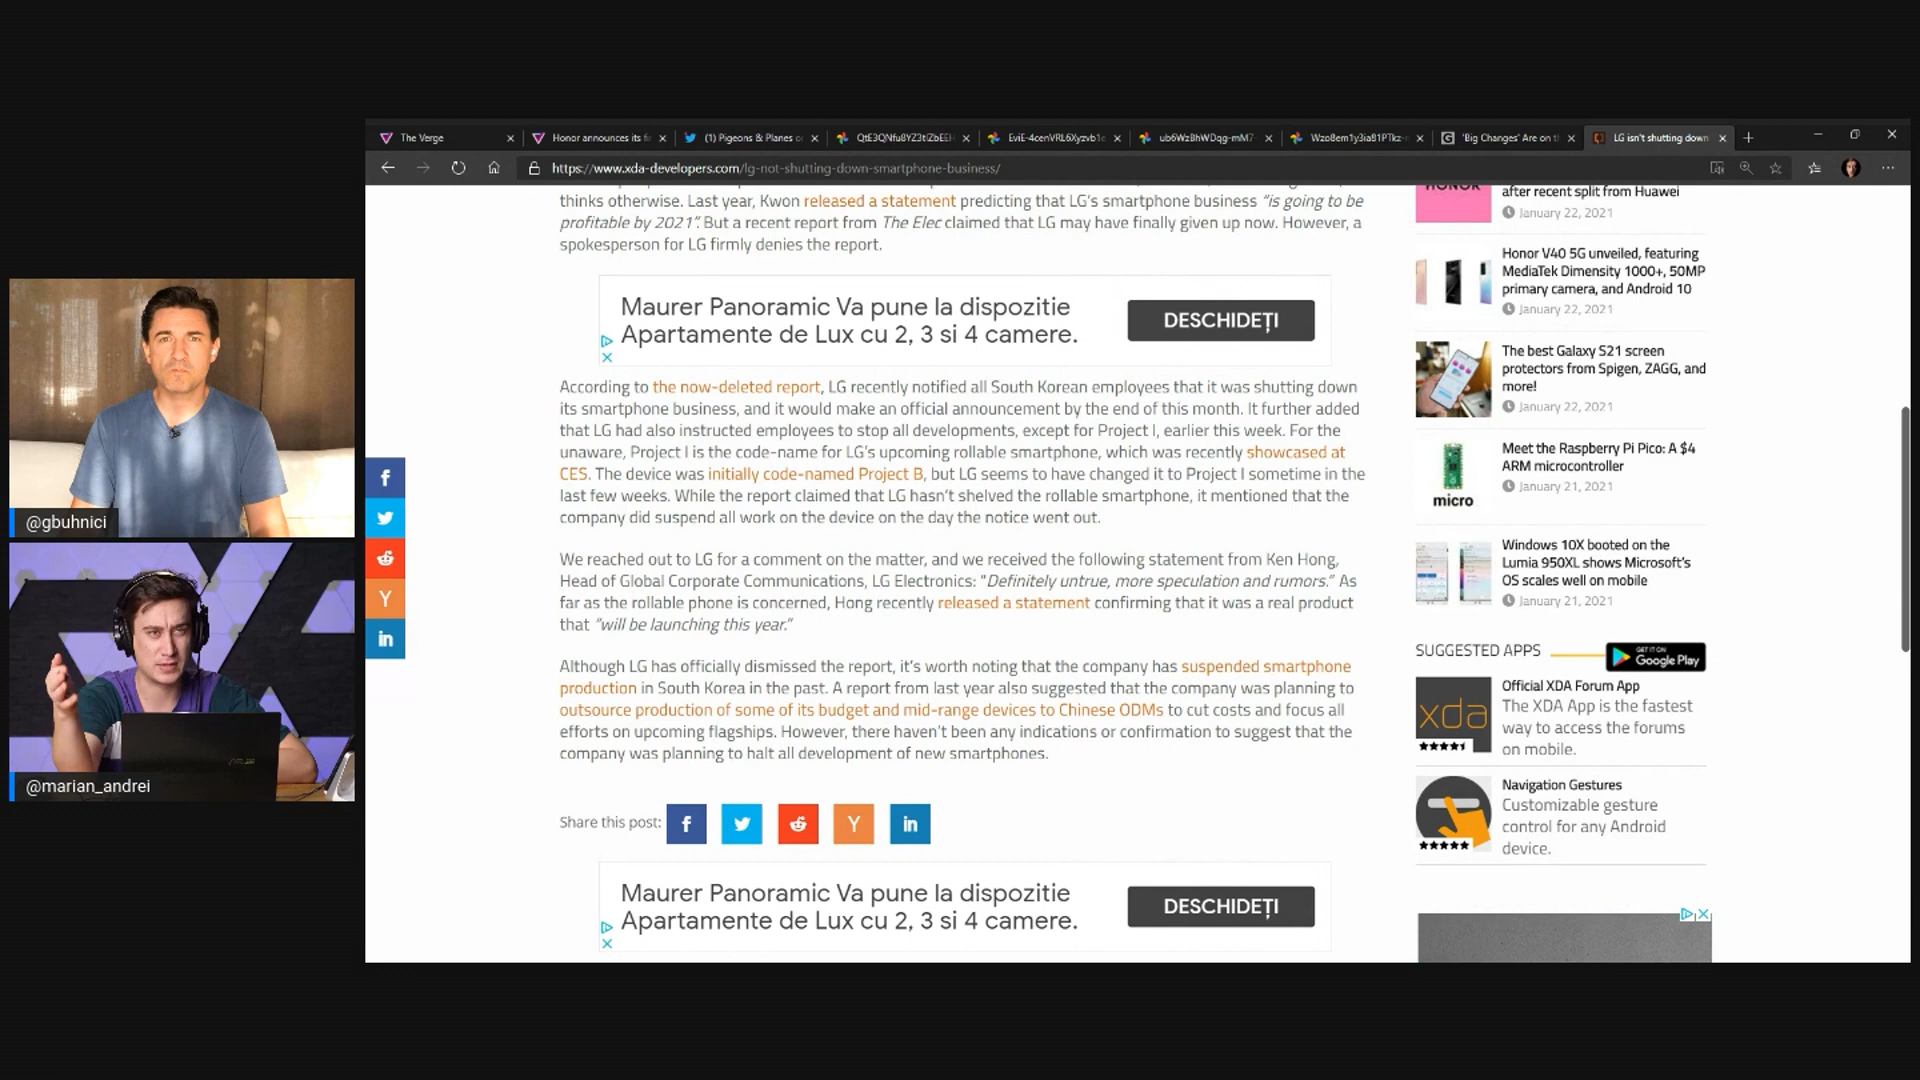 The Verge
Honor announces its fi
(1) Pigeons & Planes o
EviE-4cenVRL6Xyzvb1c
ub6WzBhWDqg-mM7
'Big Changes' Are on t
LG isn't shutting down
https://www.xda-developers.com/lg-not-shutting-down-smartphone-business/
thinks otherwise. Last year, Kwon released a statement predicting that LG's smartphone business "is going to be
profitable by 2021". But a recent report from The Elec claimed that LG may have finally given up now. However, a
spokesperson for LG firmly denies the report.
Maurer Panoramic Va pune la dispozitie
Apartamente de Lux cu 2, 3 si 4 camere.
DESCHIDEȚI
According to the now-deleted report, LG recently notified all South Korean employees that it was shutting down
its smartphone business, and it would make an official announcement by the end of this month. It further added
that LG had also instructed employees to stop all developments, except for Project I, earlier this week. For the
unaware, Project I is the code-name for LG's upcoming rollable smartphone, which was recently showcased at
CES. The device was initially code-named Project B, but LG seems to have changed it to Project I sometime in the
last few weeks. While the report claimed that LG hasn't shelved the rollable smartphone, it mentioned that the
company did suspend all work on the device on the day the notice went out.
We reached out to LG for a comment on the matter, and we received the following statement from Ken Hong,
Head of Global Corporate Communications, LG Electronics: "Definitely untrue, more speculation and rumors." As
far as the rollable phone is concerned, Hong recently released a statement confirming that it was a real product
that "will be launching this year."
Although LG has officially dismissed the report, it's worth noting that the company has suspended smartphone
production in South Korea in the past. A report from last year also suggested that the company was planning to
outsource production of some of its budget and mid-range devices to Chinese ODMs to cut costs and focus all
efforts on upcoming flagships. However, there haven't been any indications or confirmation to suggest that the
company was planning to halt all development of new smartphones.
Share this post:
Maurer Panoramic Va pune la dispozitie
Apartamente de Lux cu 2, 3 si 4 camere.
DESCHIDEȚI
HONOR
after recent split from Huawei
January 22, 2021
Honor V40 5G unveiled, featuring
MediaTek Dimensity 1000+, 50MP
primary camera, and Android 10
January 22, 2021
The best Galaxy S21 screen
protectors from Spigen, ZAGG, and
more!
January 22, 2021
micro
Meet the Raspberry Pi Pico: A $4
ARM microcontroller
January 21, 2021
Windows 10X booted on the
Lumia 950XL shows Microsoft's
OS scales well on mobile
January 21, 2021
SUGGESTED APPS
GET IT ON
Google Play
xda
Official XDA Forum App
The XDA App is the fastest
way to access the forums
on mobile.
Navigation Gestures
Customizable gesture
control for any Android
device.
@gbuhnici
@marian_andrei